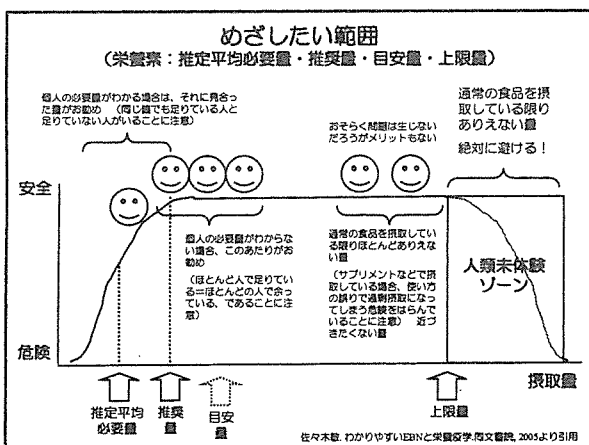 めざしたい範囲
（栄養素：推定平均必要量・推奨量・目安量・上限量）
個人の必要量がわかる場合は、それに見合っ
た量がお勧め （同じ値でも足りている人と
足りていない人がいることに注意）
おそらく問題は生じない
だろうがメリットもない
通常の食品を摂
取している限り
ありえない量
絶対に避ける！
安全
個人の必要量がわからな
い場合、このあたりがお
勧め
（ほとんど人で足りてい
る＝ほとんどの人で余っ
ている、であることに注
意）
通常の食品を摂取している
限りほとんどありえな
い量
（サプリメントなどで摂
取している場合、使い方
の誤りで過剰摂取になっ
てしまう危険をはらんで
いることに注意） 近づ
きたくない量
人類未体験
ゾーン
危険
摂取量
推定平均
必要量
推奨
量
目安
量
上限量
佐々木敏. わかりやすいEBNと栄養疫学.同文書院, 2005より引用